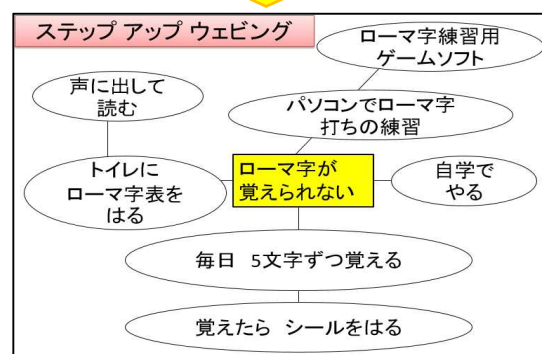 ステップ アップ ウェビング
ローマ字練習用
ゲームソフト
声に出して
読む
パソコンでローマ字
打ちの練習
トイレに
ローマ字表を
はる
ローマ字が
覚えられない
自学で
やる
毎日 5文字ずつ覚える
覚えたら シールをはる